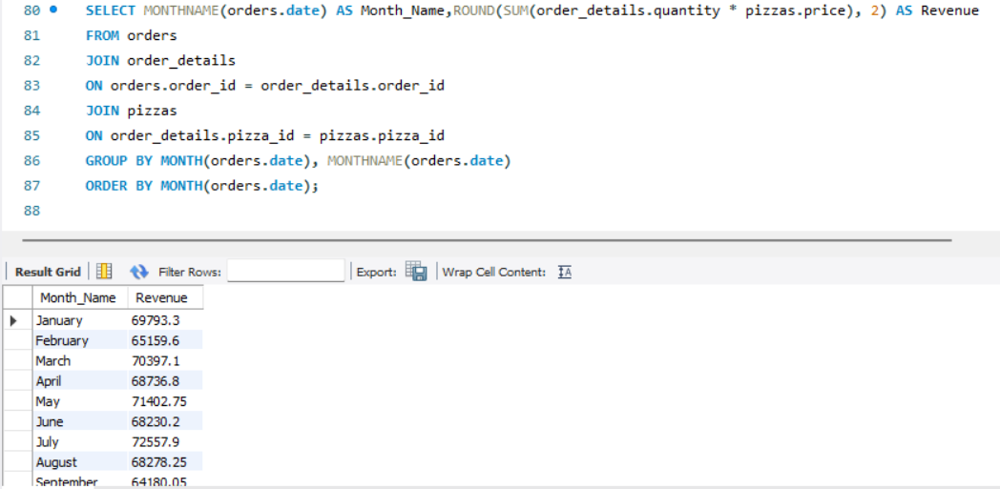 80 SELECT MONTHNAME(orders.date) AS Month_Name,ROUND(SUM(order_details.quantity * pizzas.price), 2) AS Revenue
81 FROM orders
82 JOIN order_details
83 ON orders.order_id = order_details.order_id
84 JOIN pizzas
85 ON order_details.pizza_id = pizzas.pizza_id
86 GROUP BY MONTH(orders.date), MONTHNAME(orders.date)
87 ORDER BY MONTH(orders.date);
88
Result Grid Filter Rows: Export: Wrap Cell Content: IA
Month_Name Revenue
January 69793.3
February 65159.6
March 70397.1
April 68736.8
May 71402.75
June 68230.2
July 72557.9
August 68278.25
September 64180.05